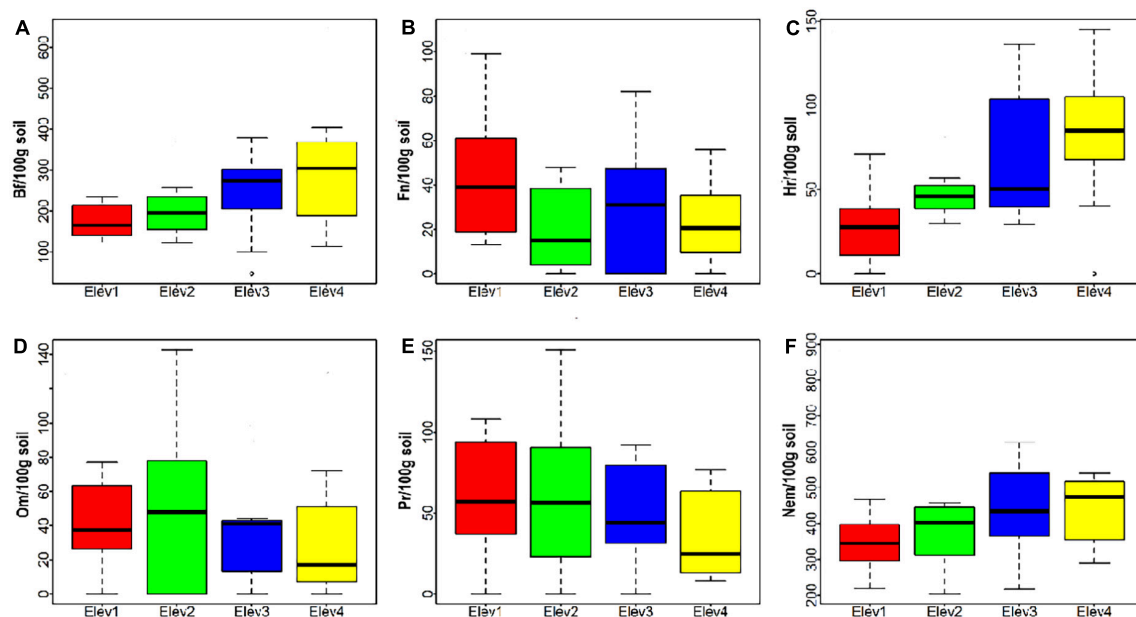 A
Bf/100g soil
600
500
400
300
200
100
Elev1 Elev2 Elev3 Elev4
B
Fn/100g soil
100
80
60
40
20
0
Elev1 Elev2 Elev3 Elev4
C
Hr/100g soil
150
100
50
0
Elev1 Elev2 Elev3 Elev4
D
Om/100g soil
140
100
80
60
40
20
0
Elev1 Elev2 Elev3 Elev4
E
Pr/100g soil
150
100
50
0
Elev1 Elev2 Elev3 Elev4
F
Nem/100g soil
900
800
700
600
500
400
300
200
Elev1 Elev2 Elev3 Elev4